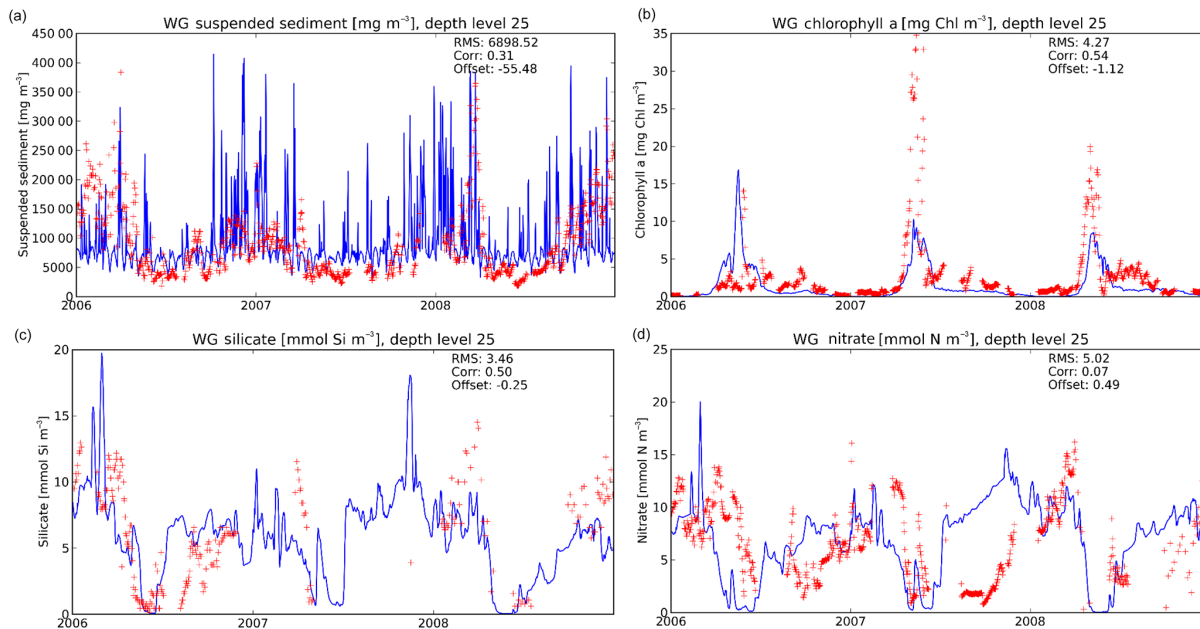 (a)
WG suspended sediment [mg m⁻³], depth level 25
RMS: 6898.52
Corr: 0.31
Offset: -55.48
Suspended sediment [mg m⁻³]
450 00
400 00
350 00
300 00
250 00
200 00
150 00
100 00
5000
0
2006
2007
2008
(b)
WG chlorophyll a [mg Chl m⁻³], depth level 25
RMS: 4.27
Corr: 0.54
Offset: -1.12
Chlorophyll a [mg Chl m⁻³]
35
30
25
20
15
10
5
0
2006
2007
2008
(c)
WG silicate [mmol Si m⁻³], depth level 25
RMS: 3.46
Corr: 0.50
Offset: -0.25
Silicate [mmol Si m⁻³]
20
15
10
5
0
2006
2007
2008
(d)
WG nitrate [mmol N m⁻³], depth level 25
RMS: 5.02
Corr: 0.07
Offset: 0.49
Nitrate [mmol N m⁻³]
25
20
15
10
5
0
2006
2007
2008